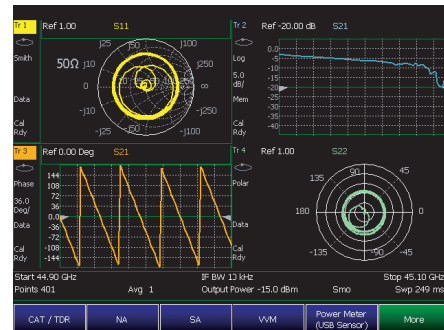 Tr 1 Ref 1.00 S11
Smith
50Ω
j25 j50 j100
j10 j250
0
-j10 -j250
-j25 -j50 -j100
Data
Cal
Rdy
Tr 2 Ref -20.00 dB S21
Log
5.0
dB/
Mem
Cal
Rdy
0.0
-5
-10
-15
-20
-25
-30
-35
-40
Tr 3 Ref 0.00 Deg S21
Phase
36.0
Deg/
Data
Cal
Rdy
144
108
72
36
0.0
-36
-72
-108
-144
Tr 4 Ref 1.00 S22
Polar
Data
Cal
Rdy
90
135 45
180 0
-135 -45
-90
Start 44.90 GHz IF BW 13 kHz Stop 45.10 GHz
Points 401 Avg 1 Output Power -15.0 dBm Smo Swp 249 ms
CAT / TDR NA SA VVM Power Meter
(USB Sensor) More